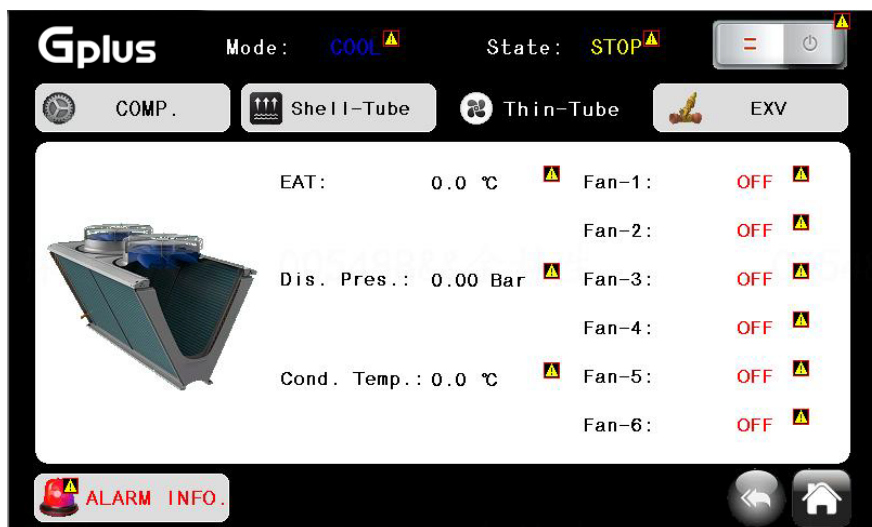 Gplus Mode: COOL State: STOP
COMP. Shell-Tube Thin-Tube EXV
EAT: 0.0 ℃ Fan-1: OFF
Fan-2: OFF
Dis. Pres.: 0.00 Bar Fan-3: OFF
Fan-4: OFF
Cond. Temp.: 0.0 ℃ Fan-5: OFF
Fan-6: OFF
ALARM INFO.